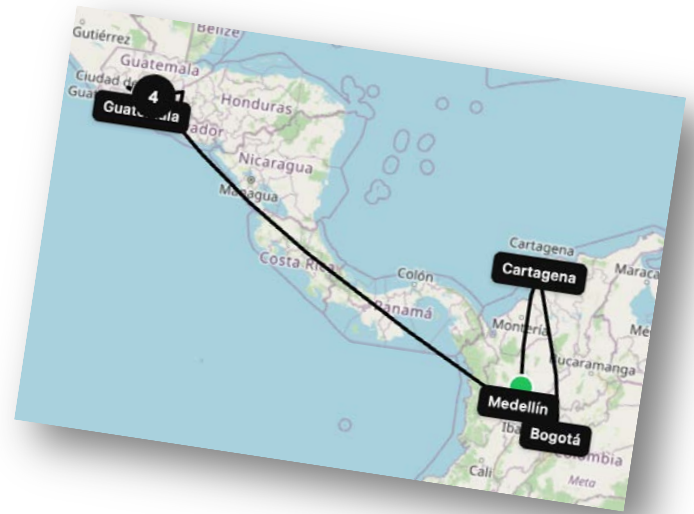 Gutiérrez
Belize
Guatemala
Ciudad de
4
Honduras
Nicaragua
Managua
Costa Rica
Colón
Panamá
Cartagena
Cartagena
Montería
Bucaramanga
Medellín
Bogotá
Colombia
Cali
Meta